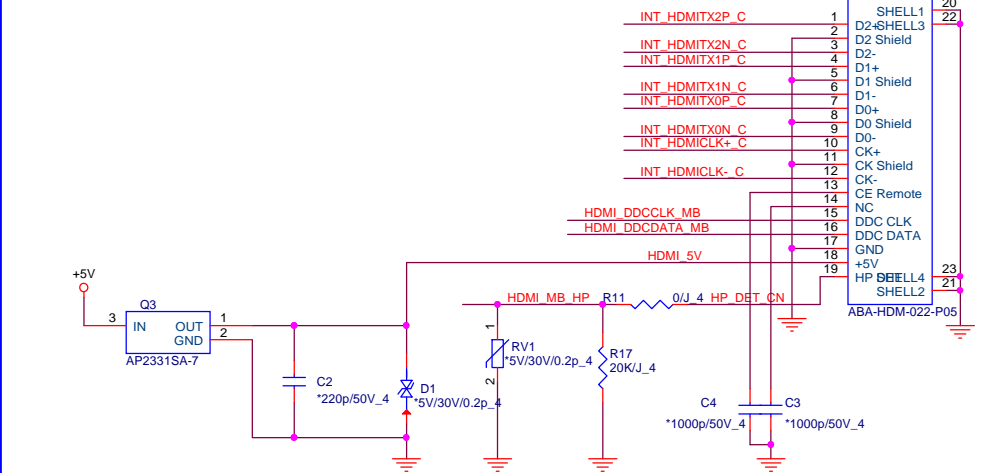 20
SHELL1
22
INT_HDMITX2P_C
1
D2+
SHELL3
2
D2 Shield
INT_HDMITX2N_C
3
D2-
INT_HDMITX1P_C
4
D1+
5
D1 Shield
INT_HDMITX1N_C
6
D1-
INT_HDMITX0P_C
7
D0+
8
D0 Shield
INT_HDMITX0N_C
9
D0-
INT_HDMICLK+_C
10
CK+
11
CK Shield
INT_HDMICLK-_C
12
CK-
13
CE Remote
14
NC
HDMI_DDCCLK_MB
15
DDC CLK
HDMI_DDCDATA_MB
16
DDC DATA
17
GND
HDMI_5V
18
+5V
23
19
HP DET
SHELL4
21
SHELL2
ABA-HDM-022-P05
+5V
Q3
3
IN
OUT
1
GND
2
AP2331SA-7
HDMI_MB_HP
R11
0/J_4
HP_DET_CN
1
RV1
*5V/30V/0.2p_4
2
R17
20K/J_4
C2
*220p/50V_4
D1
*5V/30V/0.2p_4
C4
*1000p/50V_4
C3
*1000p/50V_4